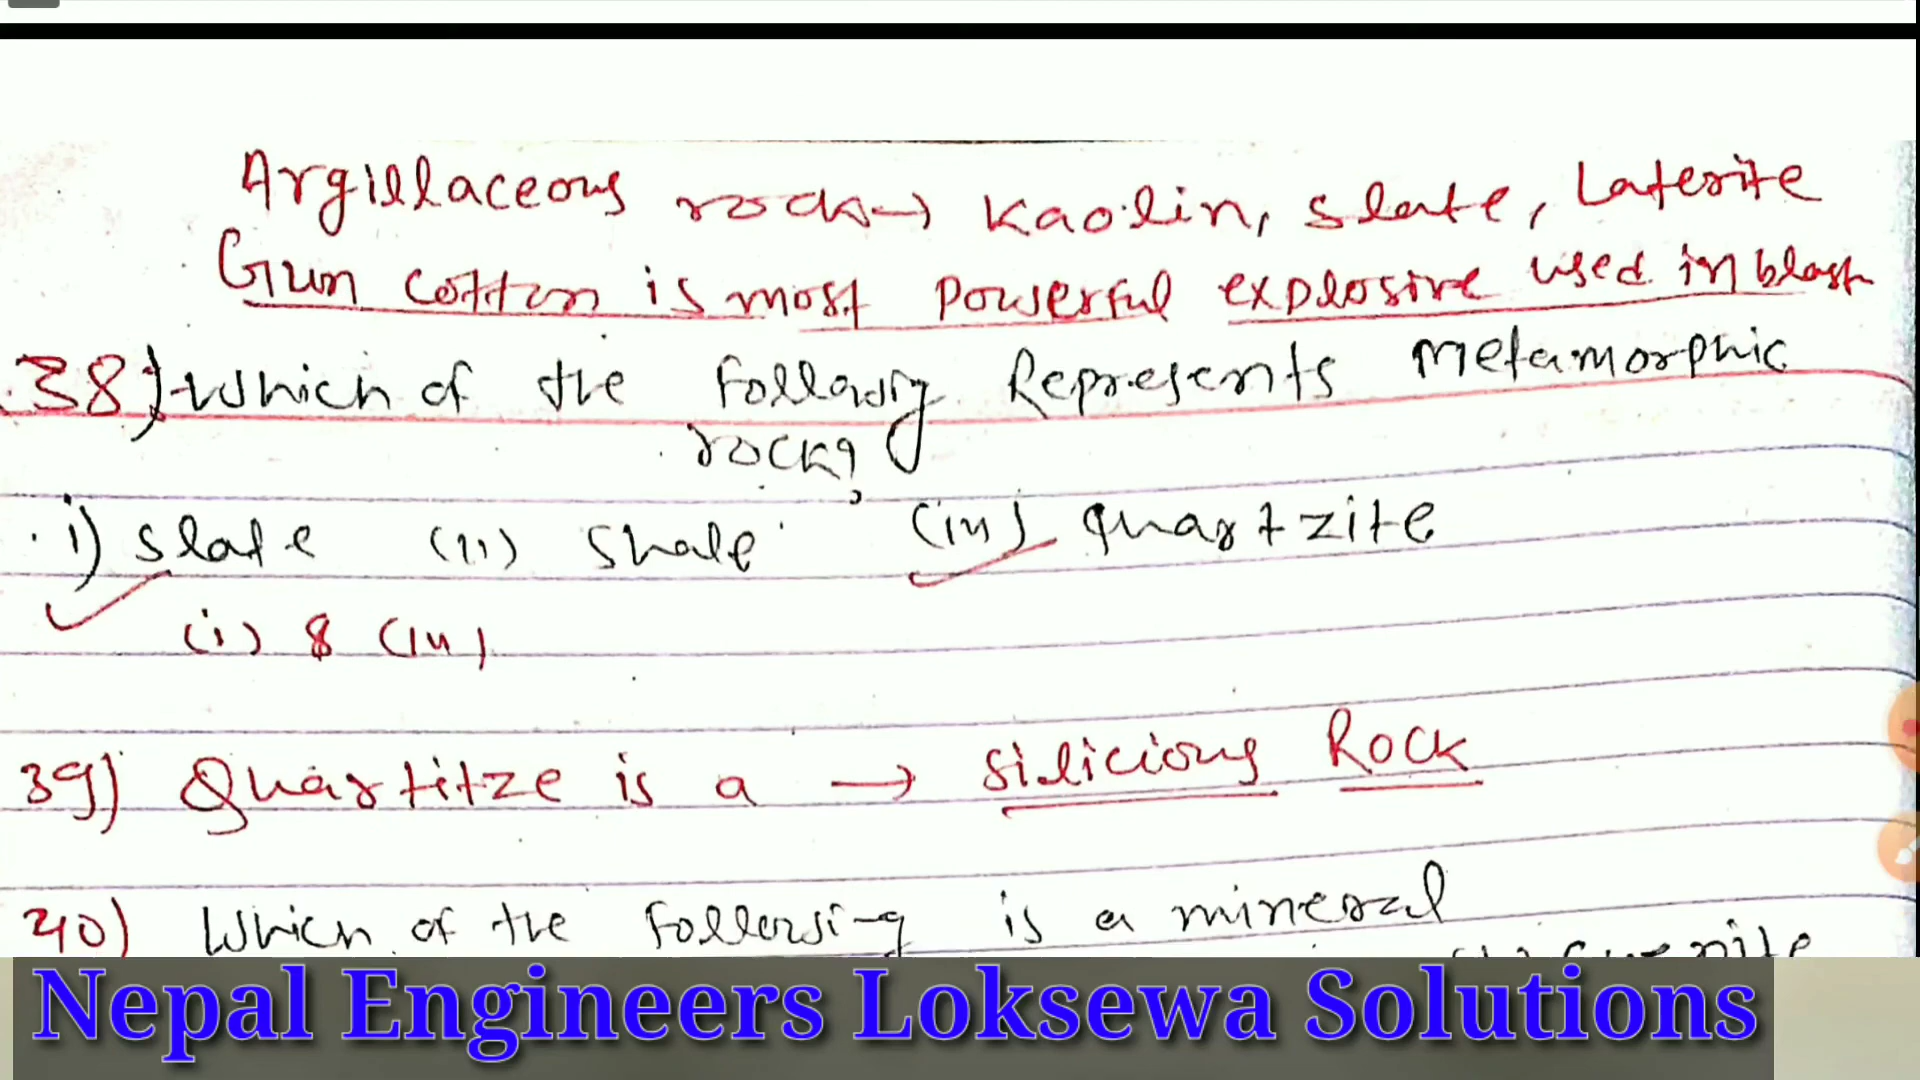 Argillaceous rock → Kaolin, slate, Laterite
Gun cotton is most powerful explosive used in blast
38) Which of the following Represents Metamorphic
rock?
i) slate (ii) shale (iii) quartzite
(i) & (iii)
39) Quartitze is a → silicious Rock
40) Which of the following is a mineral
Nepal Engineers Loksewa Solutions